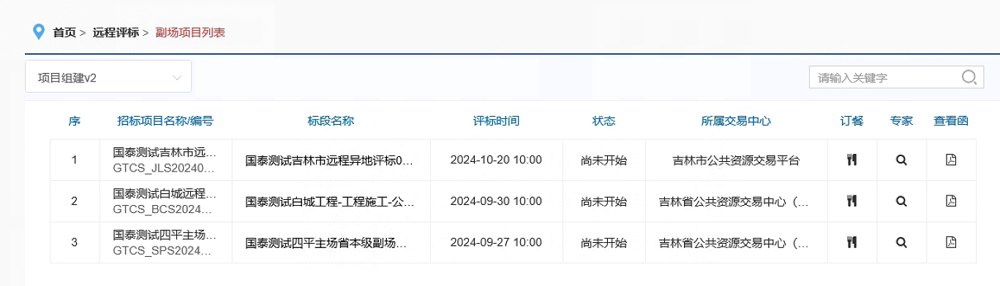 首页 > 远程评标 > 副场项目列表
项目组建v2
请输入关键字
序 招标项目名称/编号 标段名称 评标时间 状态 所属交易中心 订餐 专家 查看函
1 国泰测试吉林市远... 国泰测试吉林市远程异地评标0... 2024-10-20 10:00 尚未开始 吉林市公共资源交易平台
GTCS_JLS20240...
2 国泰测试白城远程... 国泰测试白城工程-工程施工-公... 2024-09-30 10:00 尚未开始 吉林省公共资源交易中心（...
GTCS_BCS2024...
3 国泰测试四平主场... 国泰测试四平主场省本级副场... 2024-09-27 10:00 尚未开始 吉林省公共资源交易中心（...
GTCS_SPS2024...